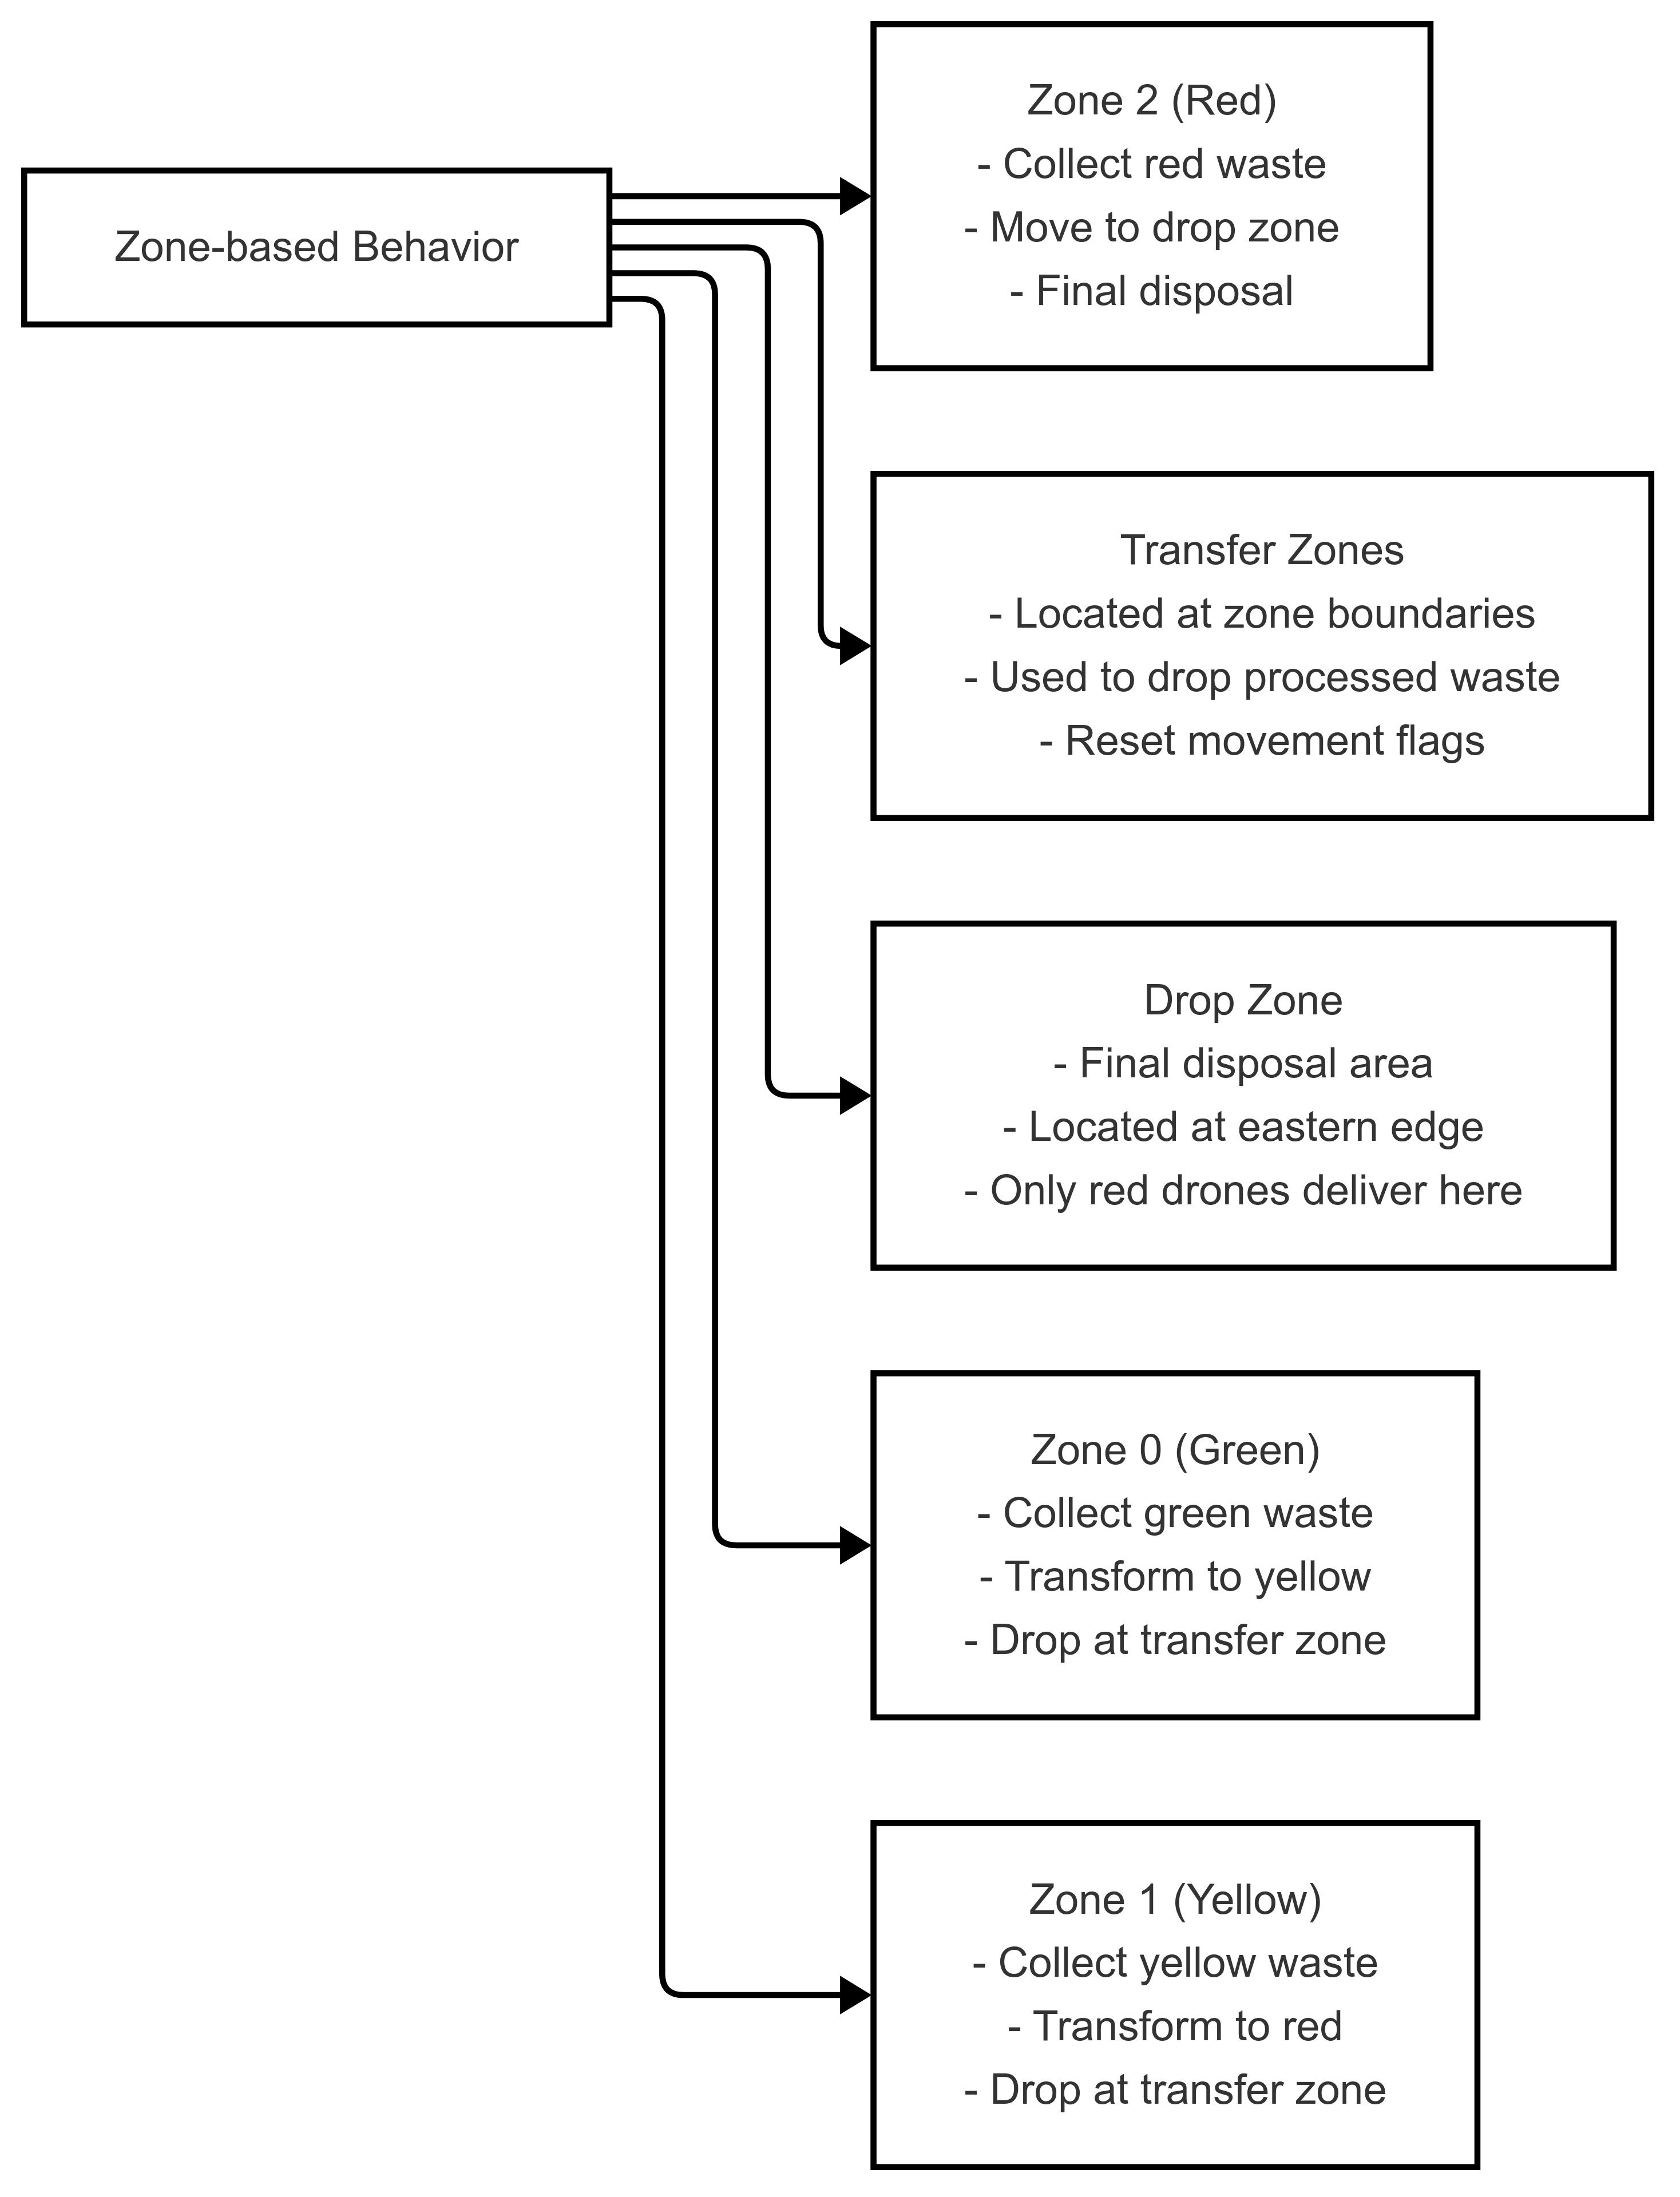 Zone-based Behavior
Zone 2 (Red)
- Collect red waste
- Move to drop zone
- Final disposal
Transfer Zones
- Located at zone boundaries
- Used to drop processed waste
- Reset movement flags
Drop Zone
- Final disposal area
- Located at eastern edge
- Only red drones deliver here
Zone 0 (Green)
- Collect green waste
- Transform to yellow
- Drop at transfer zone
Zone 1 (Yellow)
- Collect yellow waste
- Transform to red
- Drop at transfer zone